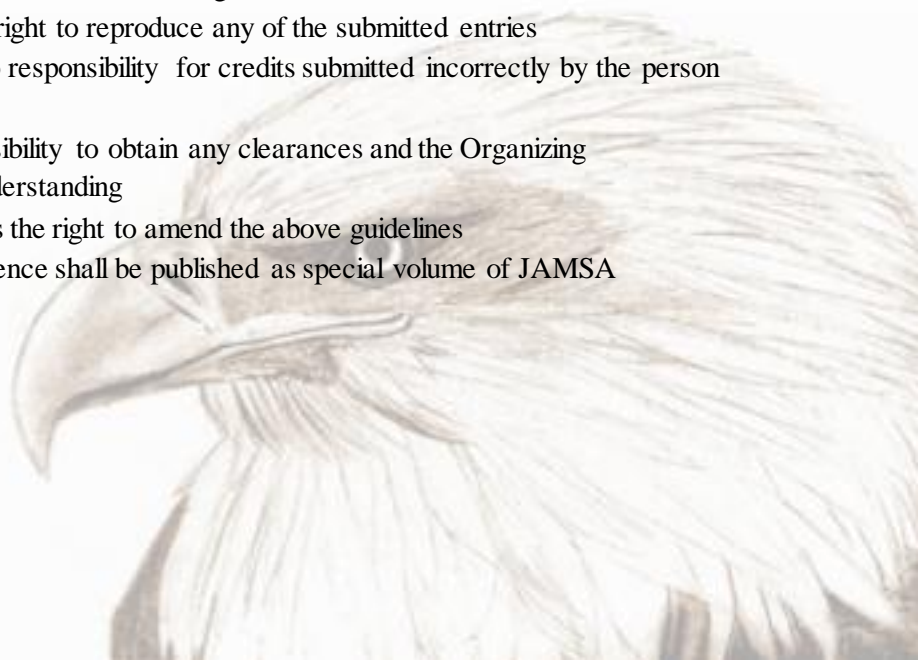 right to reproduce any of the submitted entries
responsibility for credits submitted incorrectly by the person
ibility to obtain any clearances and the Organizing
lerstanding
s the right to amend the above guidelines
ence shall be published as special volume of JAMSA